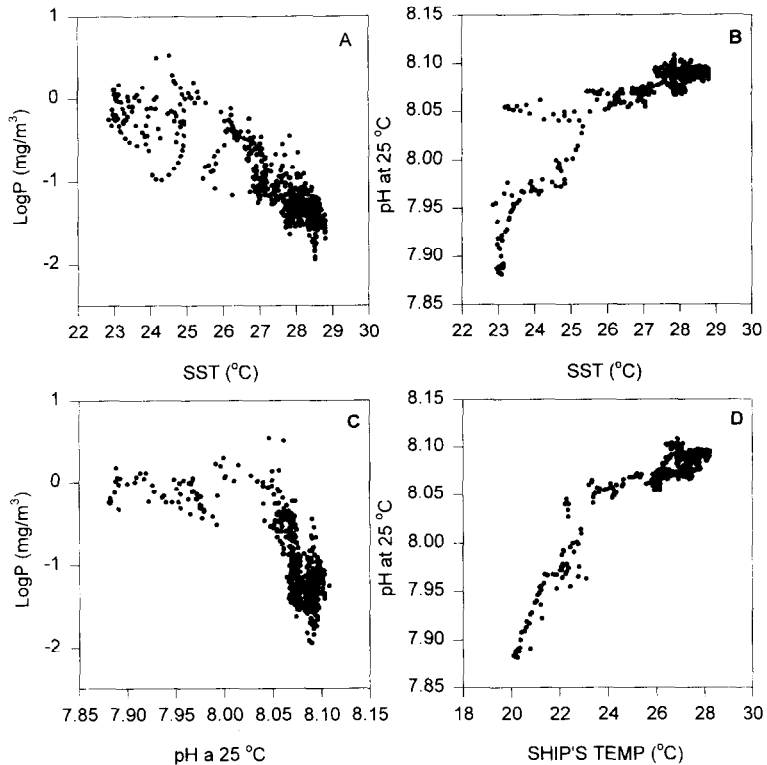 A
1
0
-1
-2
LogP (mg/m³)
22 23 24 25 26 27 28 29 30
SST (°C)
B
8.15
8.10
8.05
8.00
7.95
7.90
7.85
pH at 25 °C
22 23 24 25 26 27 28 29 30
SST (°C)
C
1
0
-1
-2
LogP (mg/m³)
7.85 7.90 7.95 8.00 8.05 8.10 8.15
pH a 25 °C
D
8.15
8.10
8.05
8.00
7.95
7.90
7.85
pH at 25 °C
18 20 22 24 26 28 30
SHIP'S TEMP (°C)